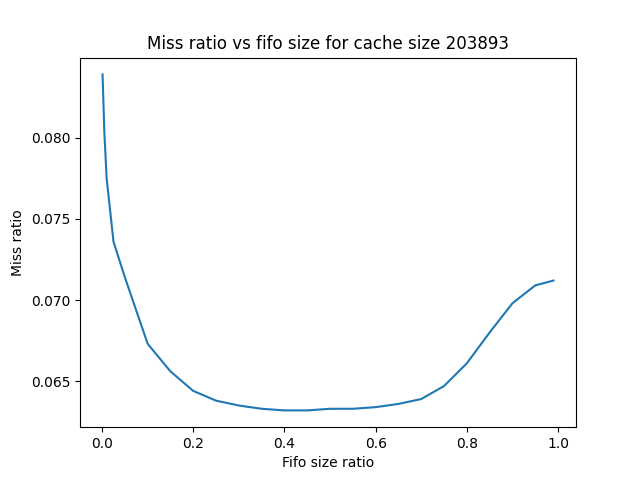 Miss ratio vs fifo size for cache size 203893
0.080
0.075
0.070
0.065
Miss ratio
0.0 0.2 0.4 0.6 0.8 1.0
Fifo size ratio